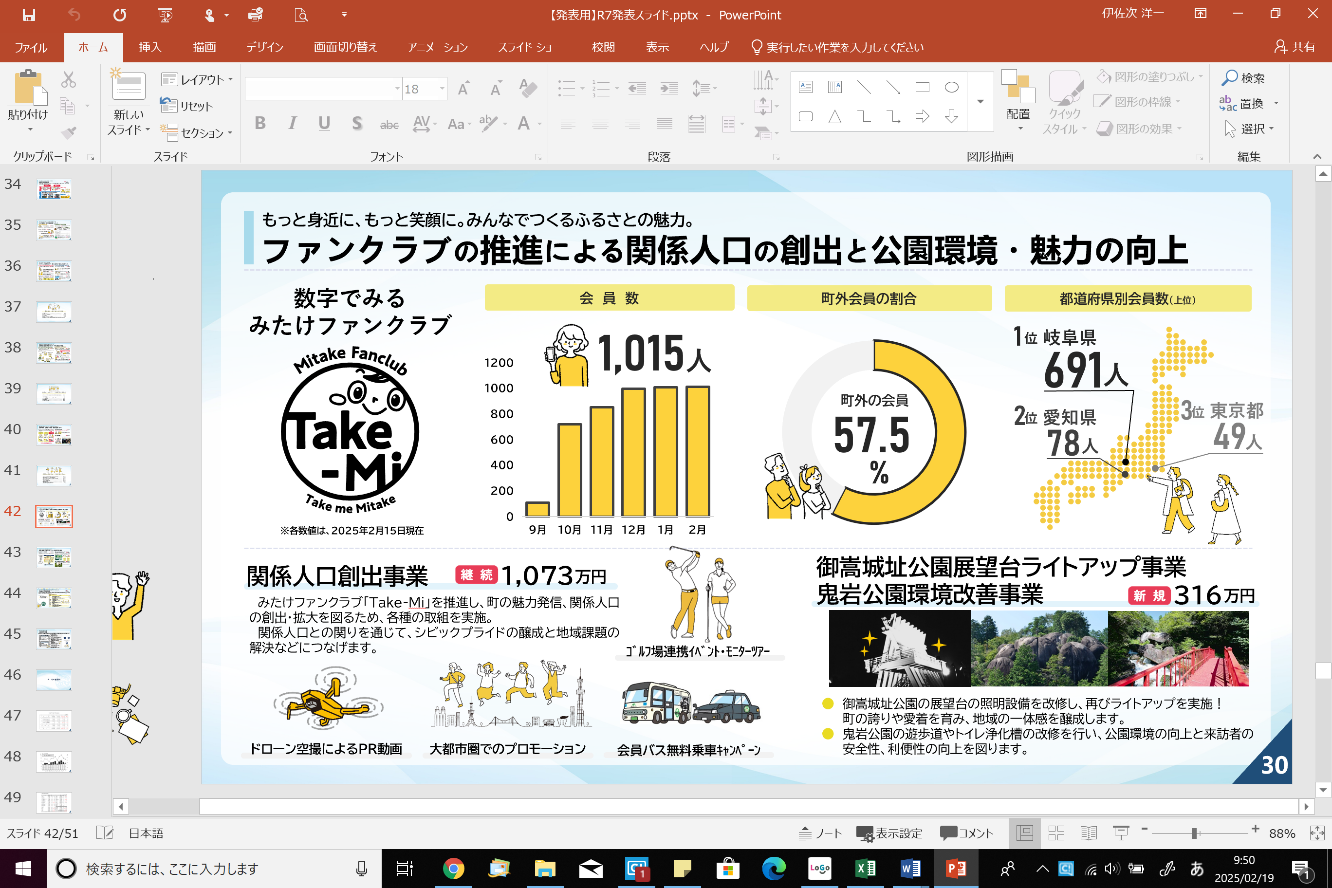 【発表用】R7発表スライド.pptx - PowerPoint
伊佐次 洋一
ファイル ホーム 挿入 描画 デザイン 画面切り替え アニメーション スライド ショ 校閲 表示 ヘルプ 実行したい作業を入力してください 共有
貼り付け
新しい
スライド
レイアウト
リセット
セクション
18
配置
クイック
スタイル
図形の塗りつぶし
図形の枠線
図形の効果
検索
置換
選択
クリップボード スライド フォント 段落 図形描画 編集
34
35
36
37
38
39
40
41
42
43
44
45
46
47
48
49
もっと身近に、もっと笑顔に。みんなでつくるふるさとの魅力。
ファンクラブの推進による関係人口の創出と公園環境・魅力の向上
数字でみる
みたけファンクラブ
Mitake Fanclub
Take
-Mi
Take me Mitake
※各数値は、2025年2月15日現在
会員数
1,015人
1200
1000
800
600
400
200
0
9月 10月 11月 12月 1月 2月
町外会員の割合
町外の会員
57.5
%
都道府県別会員数(上位)
1位 岐阜県
691人
2位 愛知県
78人
3位 東京都
49人
関係人口創出事業 継続 1,073万円
みたけファンクラブ「Take-Mi」を推進し、町の魅力発信、関係人口
の創出・拡大を図るため、各種の取組を実施。
関係人口との関りを通じて、シビックプライドの醸成と地域課題の
解決などにつなげます。
ゴルフ場連携イベント・モニターツアー
ドローン空撮によるPR動画
大都市圏でのプロモーション
会員バス無料乗車キャンペーン
御嵩城址公園展望台ライトアップ事業
鬼岩公園環境改善事業 新規 316万円
御嵩城址公園の展望台の照明設備を改修し、再びライトアップを実施！
町の誇りや愛着を育み、地域の一体感を醸成します。
鬼岩公園の遊歩道やトイレ浄化槽の改修を行い、公園環境の向上と来訪者の
安全性、利便性の向上を図ります。
30
スライド 42/51 日本語 ノート 表示設定 コメント 88%
検索するには、ここに入力します
あ
9:50
2025/02/19